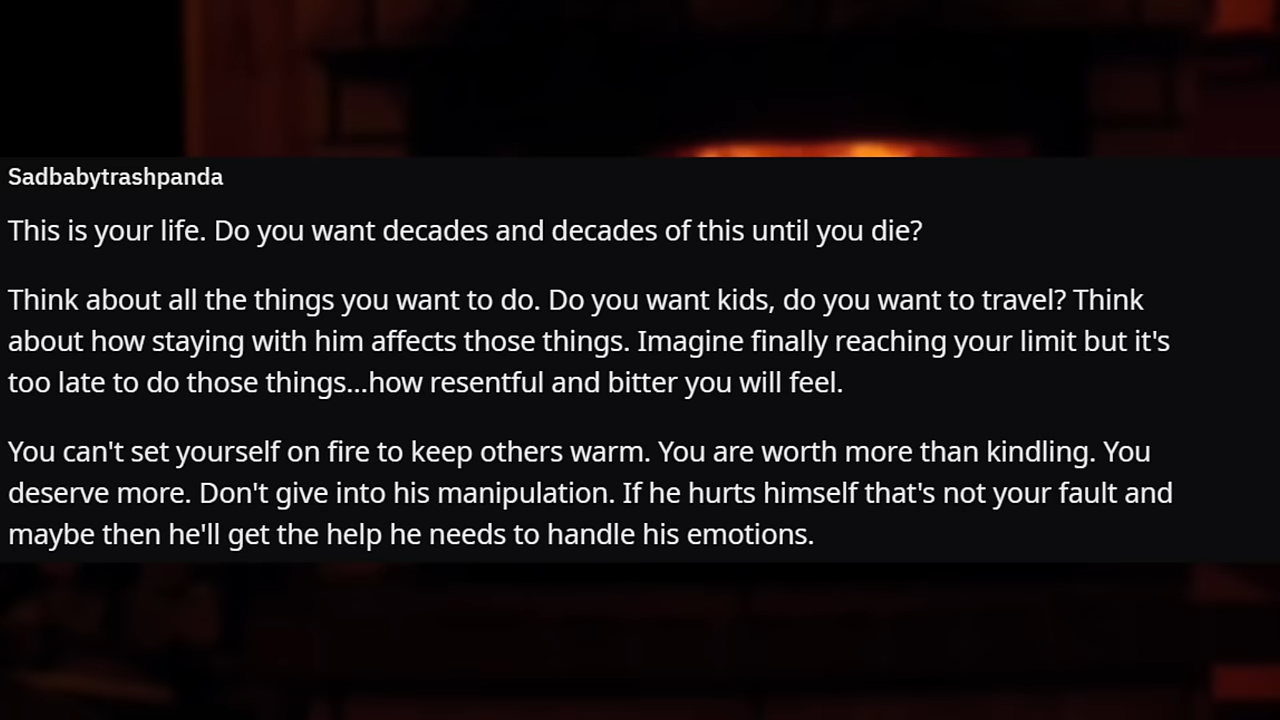 Sadbabytrashpanda
This is your life. Do you want decades and decades of this until you die?
Think about all the things you want to do. Do you want kids, do you want to travel? Think
about how staying with him affects those things. Imagine finally reaching your limit but it's
too late to do those things...how resentful and bitter you will feel.
You can't set yourself on fire to keep others warm. You are worth more than kindling. You
deserve more. Don't give into his manipulation. If he hurts himself that's not your fault and
maybe then he'll get the help he needs to handle his emotions.